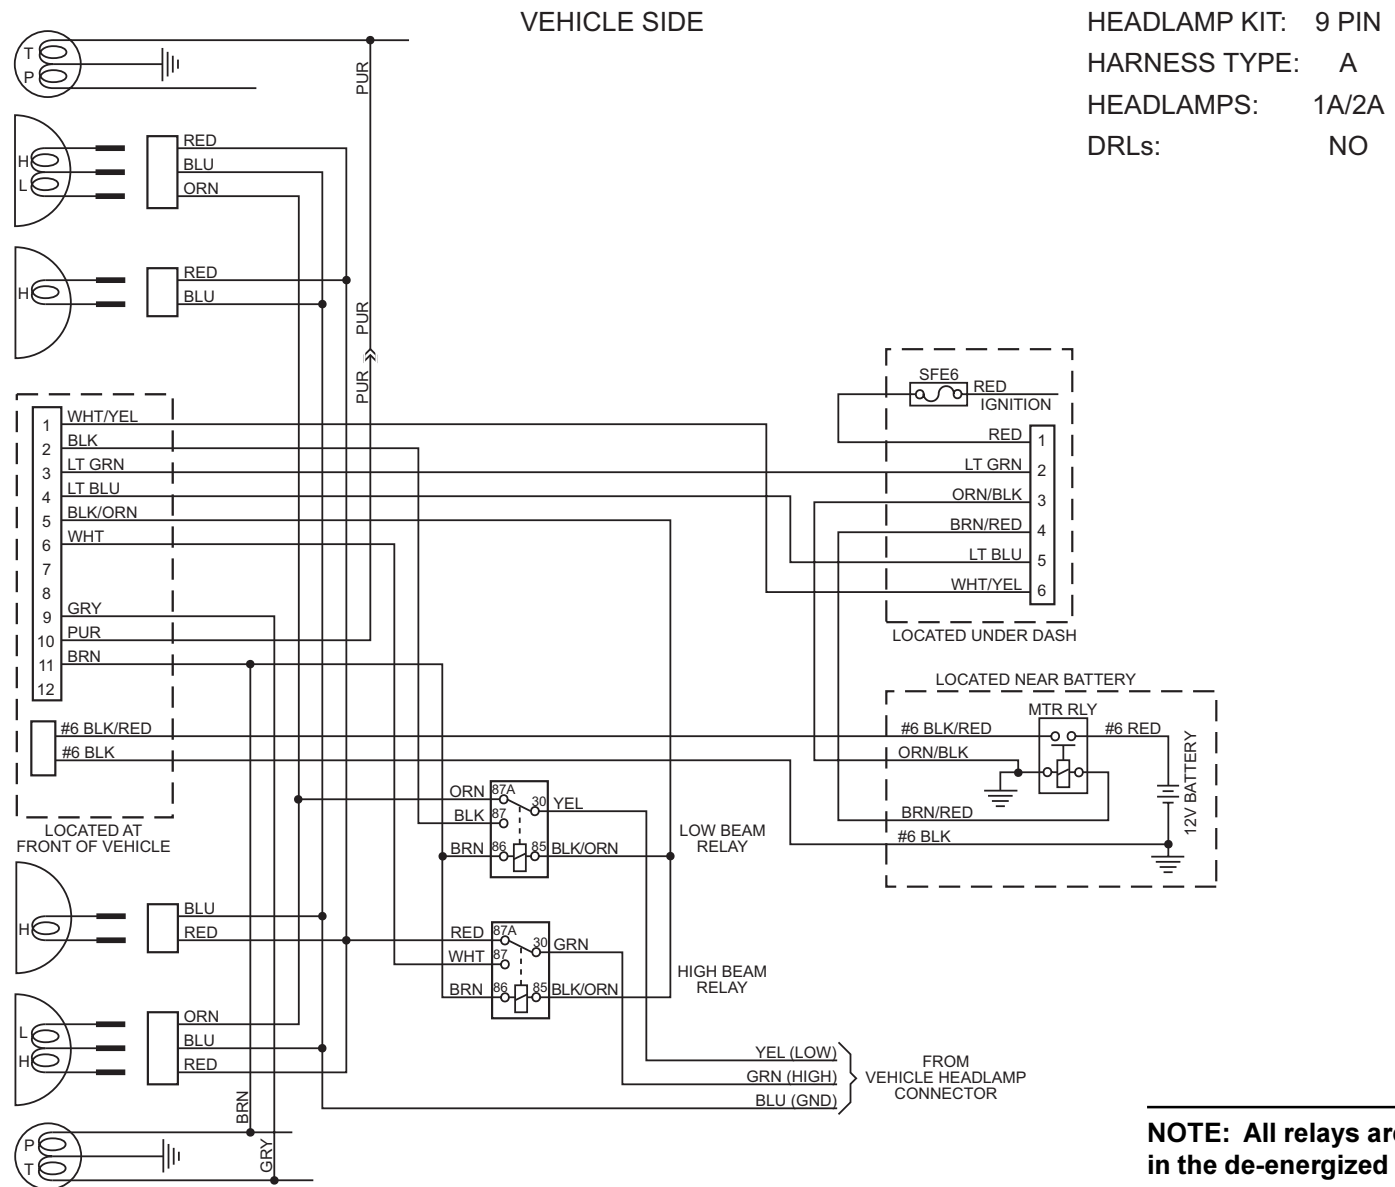 VEHICLE SIDE
HEADLAMP KIT: 9 PIN
HARNESS TYPE: A
HEADLAMPS: 1A/2A
DRLs: NO
T
P
PUR
H
L
RED
BLU
ORN
H
RED
BLU
PUR
PUR
1 WHT/YEL
2 BLK
3 LT GRN
4 LT BLU
5 BLK/ORN
6 WHT
7
8
9 GRY
10 PUR
11 BRN
12
#6 BLK/RED
#6 BLK
LOCATED AT
FRONT OF VEHICLE
SFE6
RED
IGNITION
RED 1
LT GRN 2
ORN/BLK 3
BRN/RED 4
LT BLU 5
WHT/YEL 6
LOCATED UNDER DASH
LOCATED NEAR BATTERY
MTR RLY
#6 BLK/RED
#6 RED
ORN/BLK
BRN/RED
#6 BLK
12V BATTERY
ORN 87A
30 YEL
BLK 87
BRN 86
85 BLK/ORN
LOW BEAM
RELAY
RED 87A
30 GRN
WHT 87
BRN 86
85 BLK/ORN
HIGH BEAM
RELAY
H
BLU
RED
L
H
ORN
BLU
RED
YEL (LOW)
GRN (HIGH)
BLU (GND)
FROM
VEHICLE HEADLAMP
CONNECTOR
BRN
GRY
P
T
NOTE: All relays are
in the de-energized